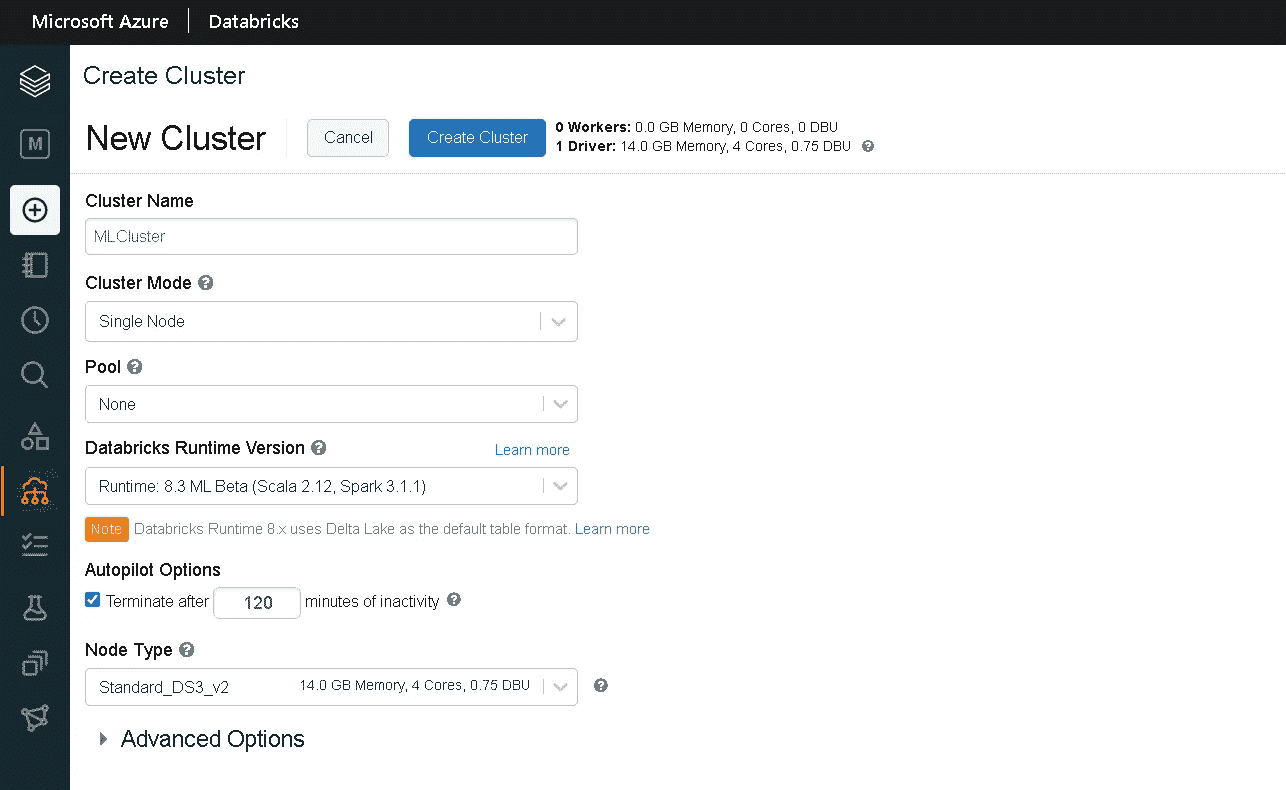 Microsoft Azure Databricks
Create Cluster
M
New Cluster
Cancel
Create Cluster
0 Workers: 0.0 GB Memory, 0 Cores, 0 DBU
1 Driver: 14.0 GB Memory, 4 Cores, 0.75 DBU ?
Cluster Name
MLCluster
Cluster Mode ?
Single Node
Pool ?
None
Databricks Runtime Version ? Learn more
Runtime: 8.3 ML Beta (Scala 2.12, Spark 3.1.1)
Note Databricks Runtime 8.x uses Delta Lake as the default table format. Learn more
Autopilot Options
Terminate after 120 minutes of inactivity ?
Node Type ?
Standard_DS3_v2 14.0 GB Memory, 4 Cores, 0.75 DBU ?
Advanced Options